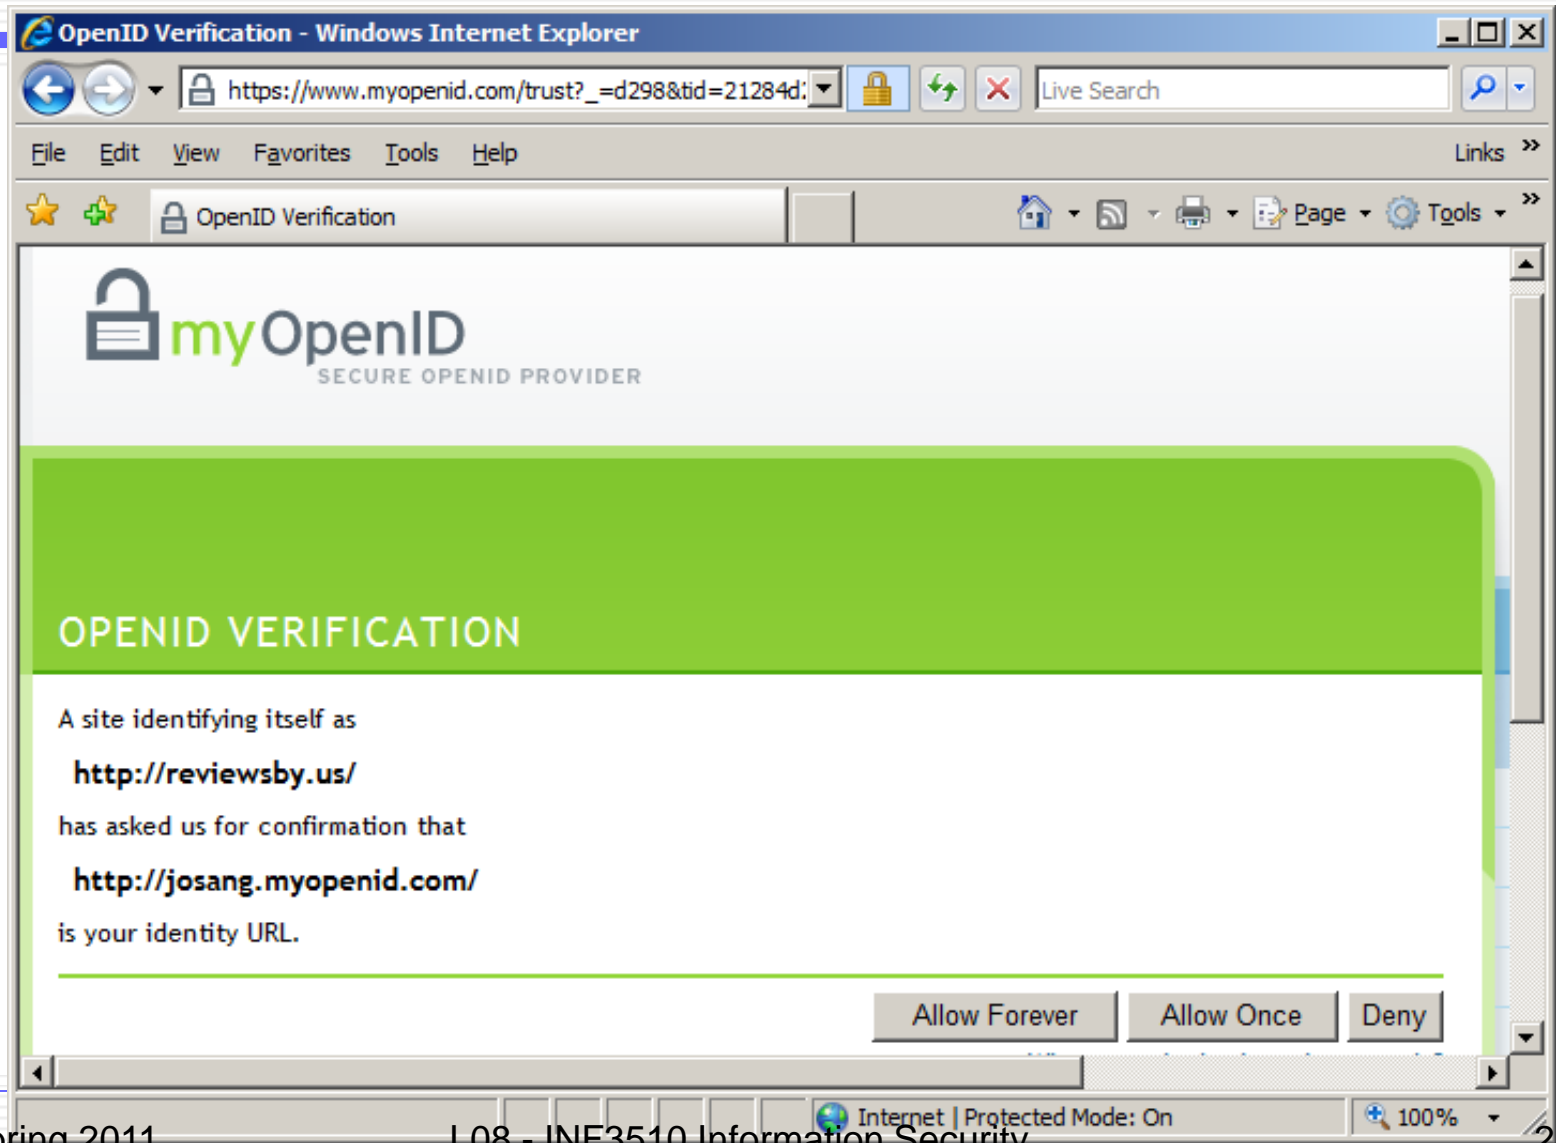 OpenID Verification - Windows Internet Explorer
https://www.myopenid.com/trust?_=d298&tid=21284d
Live Search
File Edit View Favorites Tools Help Links
OpenID Verification
Page Tools
myOpenID
SECURE OPENID PROVIDER
OPENID VERIFICATION
A site identifying itself as
http://reviewsby.us/
has asked us for confirmation that
http://josang.myopenid.com/
is your identity URL.
Allow Forever Allow Once Deny
Internet | Protected Mode: On 100%
2011 L08 - INF3510 Information Security